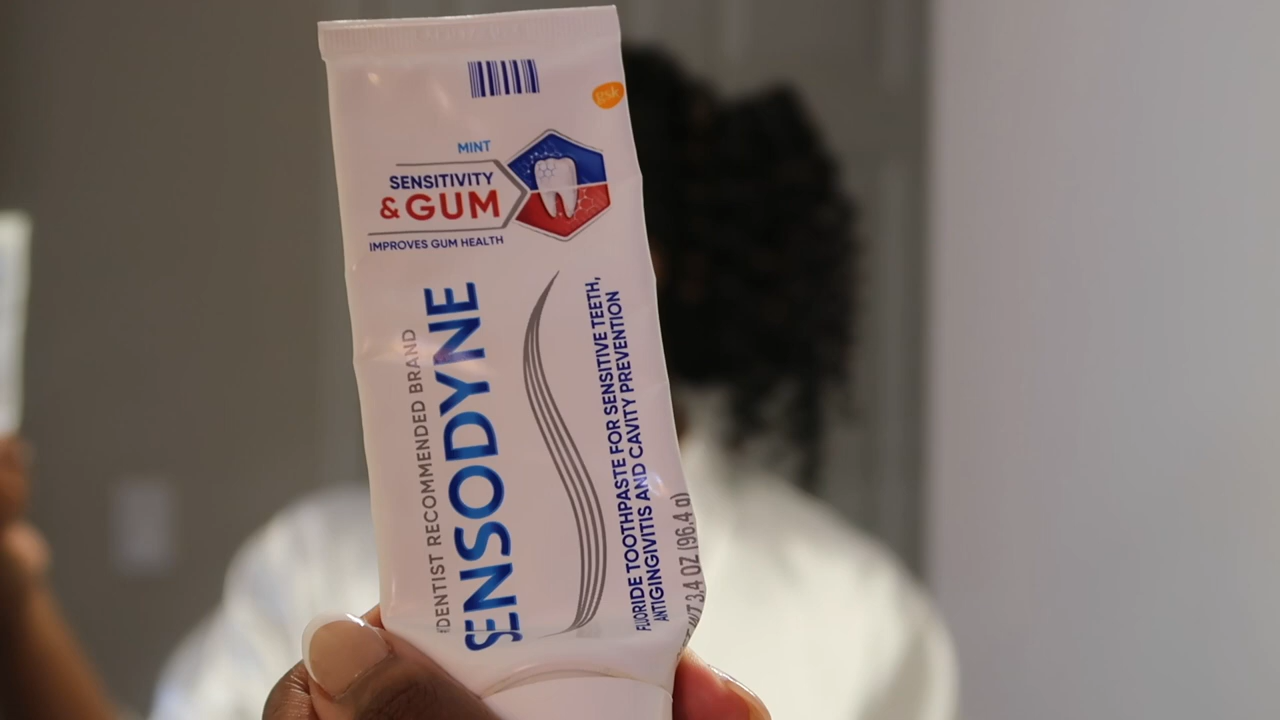 gsk
MINT
SENSITIVITY
& GUM
IMPROVES GUM HEALTH
DENTIST RECOMMENDED BRAND
SENSODYNE
FLUORIDE TOOTHPASTE FOR SENSITIVE TEETH,
ANTIGINGIVITIS AND CAVITY PREVENTION
WT 3.4 OZ (96.4 g)